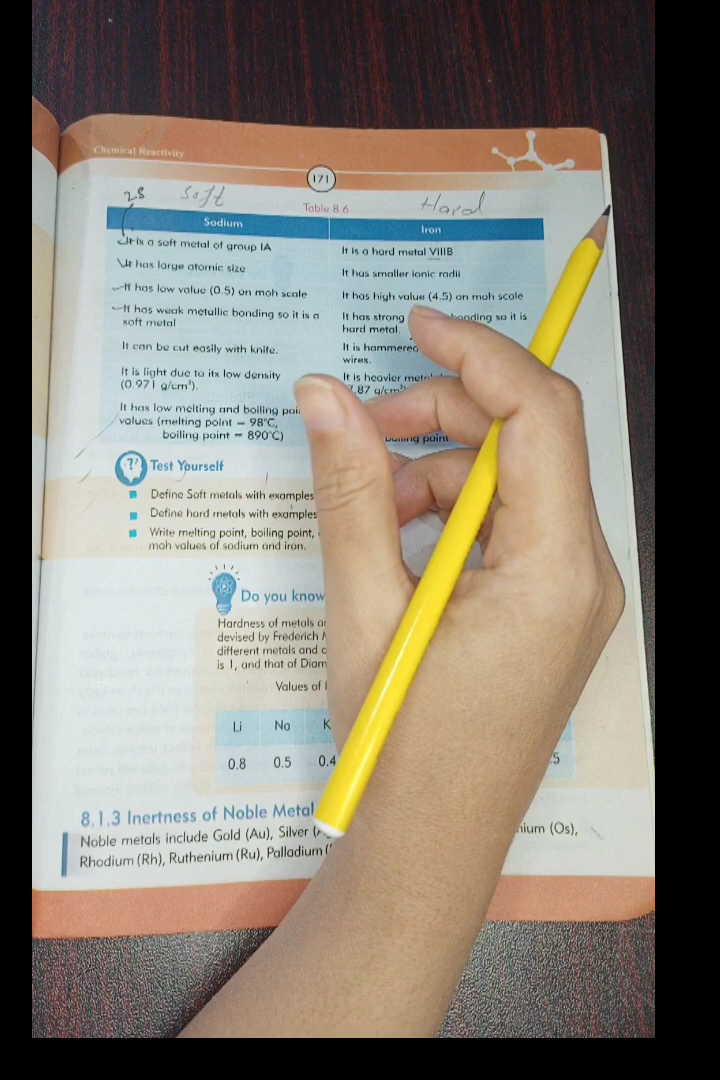 Chemical Reactivity
171
28 Soft Hard
Table 8.6
Sodium
Iron
It is a soft metal of group IA
It is a hard metal VIIIB
It has large atomic size
It has smaller ionic radii
It has low value (0.5) on moh scale
It has high value (4.5) on moh scale
It has weak metallic bonding so it is a
soft metal
It has strong bonding so it is
hard metal.
It can be cut easily with knife.
It is hammered
wires.
It is light due to its low density
(0.971 g/cm³).
It is heavier
7.87 g/cm³
It has low melting and boiling
values (melting point = 98°C,
boiling point = 890°C)
boiling point
Test Yourself
Define Soft metals with examples
Define hard metals with examples
Write melting point, boiling point,
moh values of sodium and iron.
Do you know
Hardness of metals
devised by Frederich
different metals and
is 1, and that of
Values of
Li Na K
0.8 0.5 0.4
8.1.3 Inertness of Noble Metal
Noble metals include Gold (Au), Silver (Os),
Rhodium (Rh), Ruthenium (Ru), Palladium